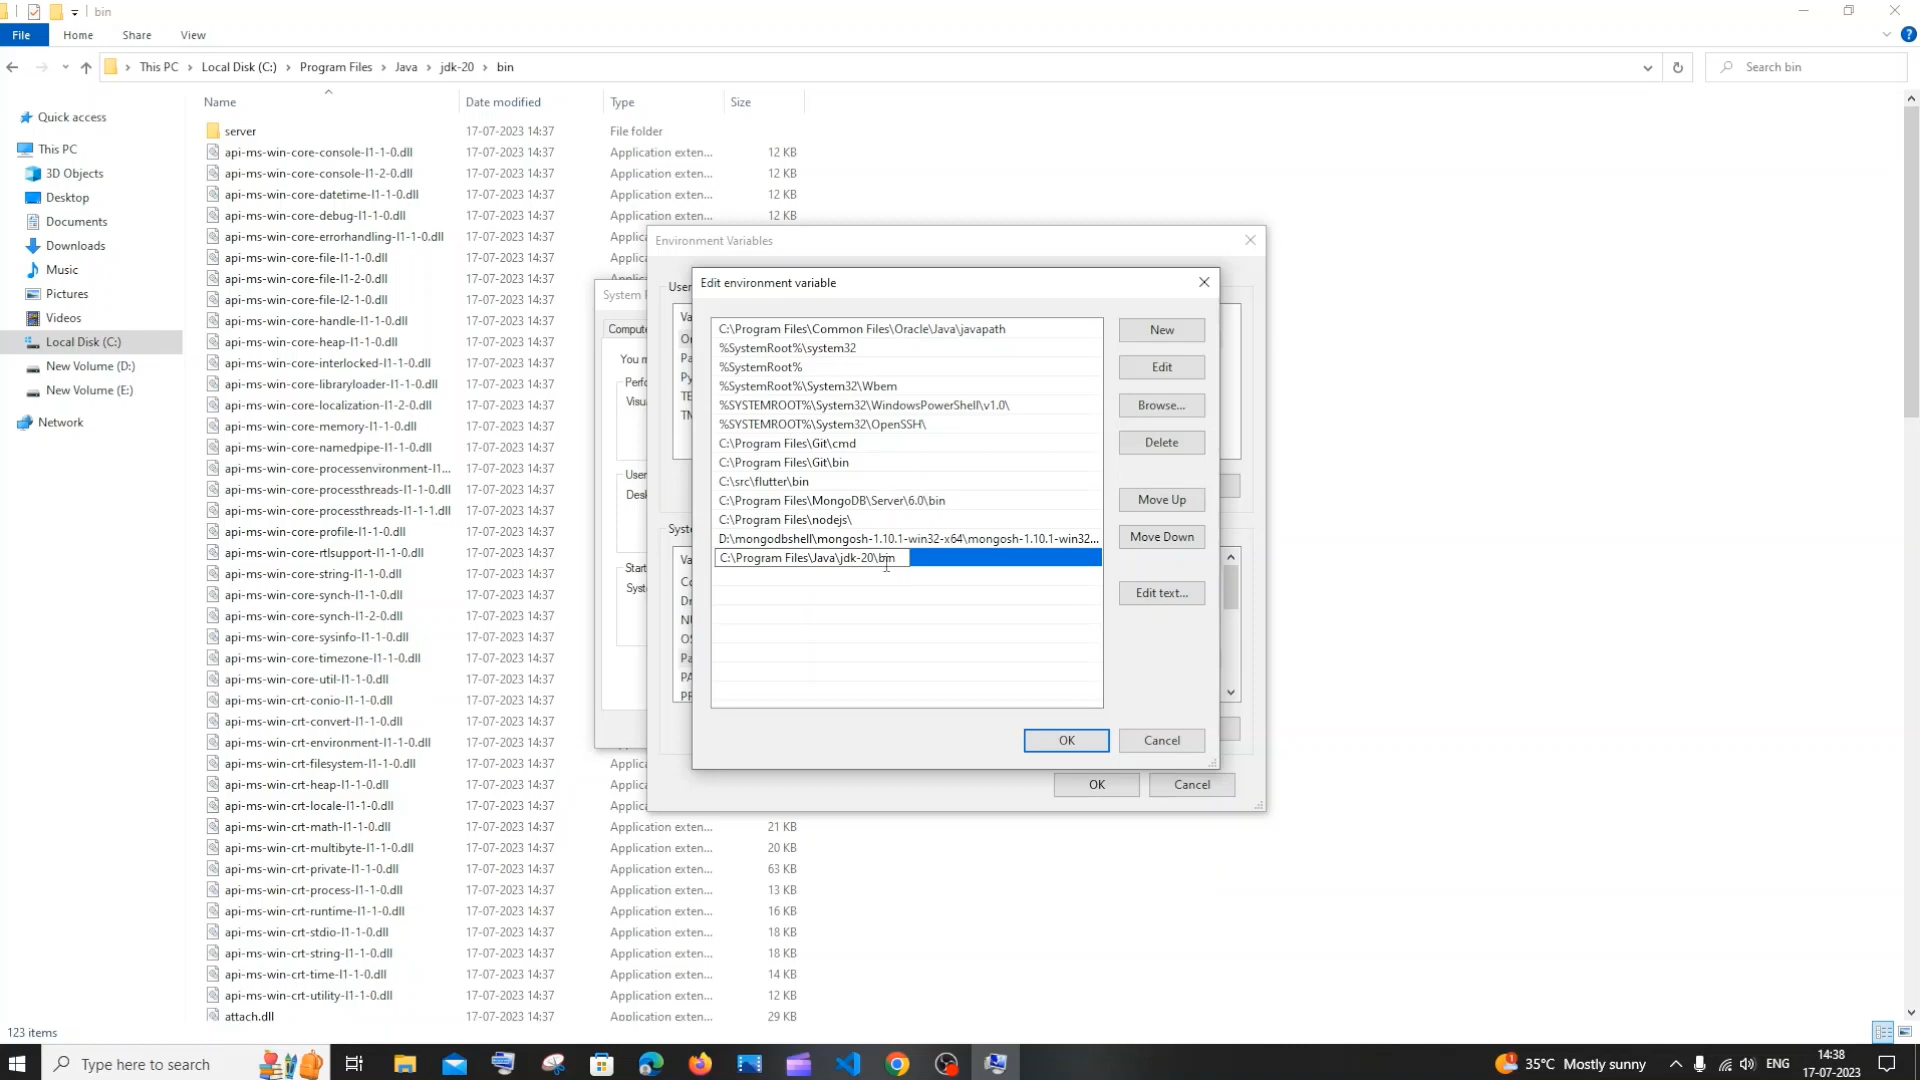 bin
File Home Share View
This PC Local Disk (C:) Program Files Java jdk-20 bin
Search bin
Name Date modified Type Size
Quick access
This PC
3D Objects
Desktop
Documents
Downloads
Music
Pictures
Videos
Local Disk (C:)
New Volume (D:)
New Volume (E:)
Network
server 17-07-2023 14:37 File folder
api-ms-win-core-console-l1-1-0.dll 17-07-2023 14:37 Application exten... 12 KB
api-ms-win-core-console-l1-2-0.dll 17-07-2023 14:37 Application exten... 12 KB
api-ms-win-core-datetime-l1-1-0.dll 17-07-2023 14:37 Application exten... 12 KB
api-ms-win-core-debug-l1-1-0.dll 17-07-2023 14:37 Application exten... 12 KB
api-ms-win-core-errorhandling-l1-1-0.dll 17-07-2023 14:37
api-ms-win-core-file-l1-1-0.dll 17-07-2023 14:37
api-ms-win-core-file-l1-2-0.dll 17-07-2023 14:37
api-ms-win-core-file-l2-1-0.dll 17-07-2023 14:37
api-ms-win-core-handle-l1-1-0.dll 17-07-2023 14:37
api-ms-win-core-heap-l1-1-0.dll 17-07-2023 14:37
api-ms-win-core-interlocked-l1-1-0.dll 17-07-2023 14:37
api-ms-win-core-libraryloader-l1-1-0.dll 17-07-2023 14:37
api-ms-win-core-localization-l1-2-0.dll 17-07-2023 14:37
api-ms-win-core-memory-l1-1-0.dll 17-07-2023 14:37
api-ms-win-core-namedpipe-l1-1-0.dll 17-07-2023 14:37
api-ms-win-core-processenvironment-l1... 17-07-2023 14:37
api-ms-win-core-processthreads-l1-1-0.dll 17-07-2023 14:37
api-ms-win-core-processthreads-l1-1-1.dll 17-07-2023 14:37
api-ms-win-core-profile-l1-1-0.dll 17-07-2023 14:37
api-ms-win-core-rtlsupport-l1-1-0.dll 17-07-2023 14:37
api-ms-win-core-string-l1-1-0.dll 17-07-2023 14:37
api-ms-win-core-synch-l1-1-0.dll 17-07-2023 14:37
api-ms-win-core-synch-l1-2-0.dll 17-07-2023 14:37
api-ms-win-core-sysinfo-l1-1-0.dll 17-07-2023 14:37
api-ms-win-core-timezone-l1-1-0.dll 17-07-2023 14:37
api-ms-win-core-util-l1-1-0.dll 17-07-2023 14:37
api-ms-win-crt-conio-l1-1-0.dll 17-07-2023 14:37
api-ms-win-crt-convert-l1-1-0.dll 17-07-2023 14:37
api-ms-win-crt-environment-l1-1-0.dll 17-07-2023 14:37
api-ms-win-crt-filesystem-l1-1-0.dll 17-07-2023 14:37
api-ms-win-crt-heap-l1-1-0.dll 17-07-2023 14:37
api-ms-win-crt-locale-l1-1-0.dll 17-07-2023 14:37
api-ms-win-crt-math-l1-1-0.dll 17-07-2023 14:37 Application exten... 21 KB
api-ms-win-crt-multibyte-l1-1-0.dll 17-07-2023 14:37 Application exten... 20 KB
api-ms-win-crt-private-l1-1-0.dll 17-07-2023 14:37 Application exten... 63 KB
api-ms-win-crt-process-l1-1-0.dll 17-07-2023 14:37 Application exten... 13 KB
api-ms-win-crt-runtime-l1-1-0.dll 17-07-2023 14:37 Application exten... 16 KB
api-ms-win-crt-stdio-l1-1-0.dll 17-07-2023 14:37 Application exten... 18 KB
api-ms-win-crt-string-l1-1-0.dll 17-07-2023 14:37 Application exten... 18 KB
api-ms-win-crt-time-l1-1-0.dll 17-07-2023 14:37 Application exten... 14 KB
api-ms-win-crt-utility-l1-1-0.dll 17-07-2023 14:37 Application exten... 12 KB
attach.dll 17-07-2023 14:37 Application exten... 29 KB
123 items
Environment Variables
Edit environment variable
C:\Program Files\Common Files\Oracle\Java\javapath
%SystemRoot%\system32
%SystemRoot%
%SystemRoot%\System32\Wbem
%SYSTEMROOT%\System32\WindowsPowerShell\v1.0\
%SYSTEMROOT%\System32\OpenSSH\
C:\Program Files\Git\cmd
C:\Program Files\Git\bin
C:\src\flutter\bin
C:\Program Files\MongoDB\Server\6.0\bin
C:\Program Files\nodejs\
D:\mongodbshell\mongosh-1.10.1-win32-x64\mongosh-1.10.1-win32...
C:\Program Files\Java\jdk-20\bin
New
Edit
Browse...
Delete
Move Up
Move Down
Edit text...
OK Cancel
OK Cancel
Type here to search
35°C Mostly sunny
ENG
14:38
17-07-2023